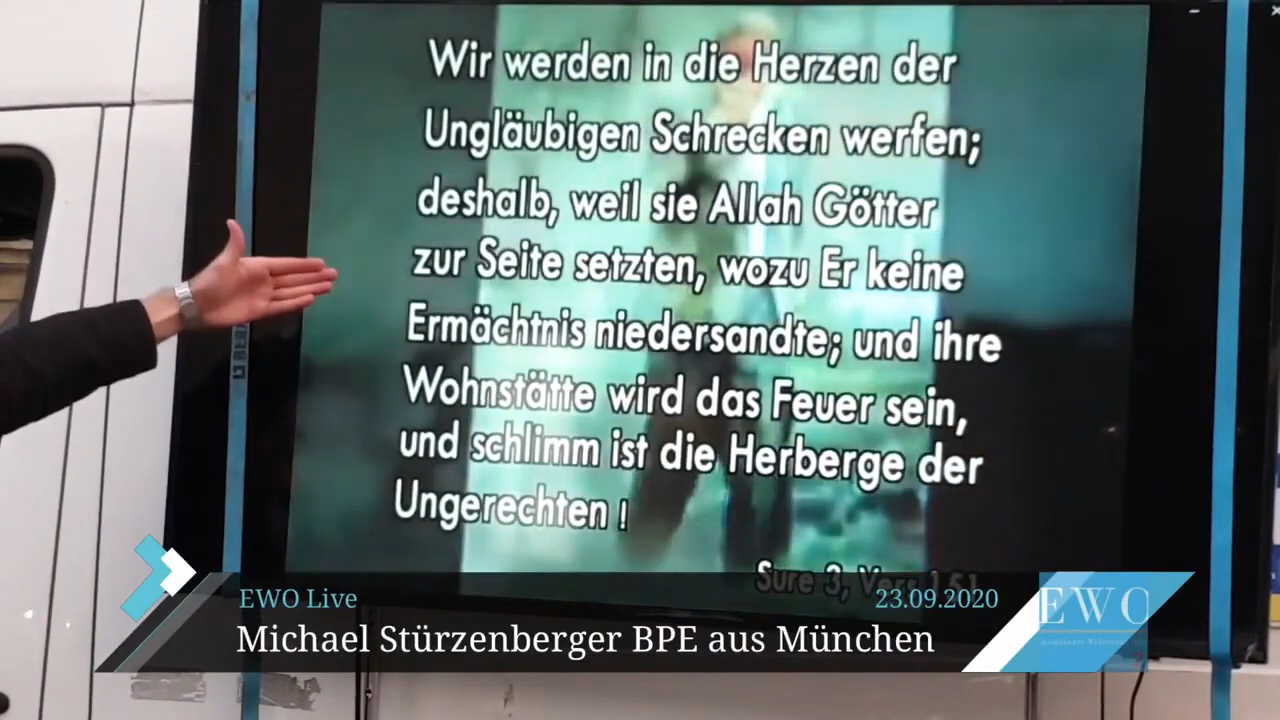 Wir werden in die Herzen der
Ungläubigen Schrecken werfen;
deshalb, weil sie Allah Götter
zur Seite setzten, wozu Er keine
Ermächtnis niedersandte; und ihre
Wohnstätte wird das Feuer sein,
und schlimm ist die Herberge der
Ungerechten !
Sure 3, Vers 151
EWO Live
23.09.2020
Michael Stürzenberger BPE aus München
EWO